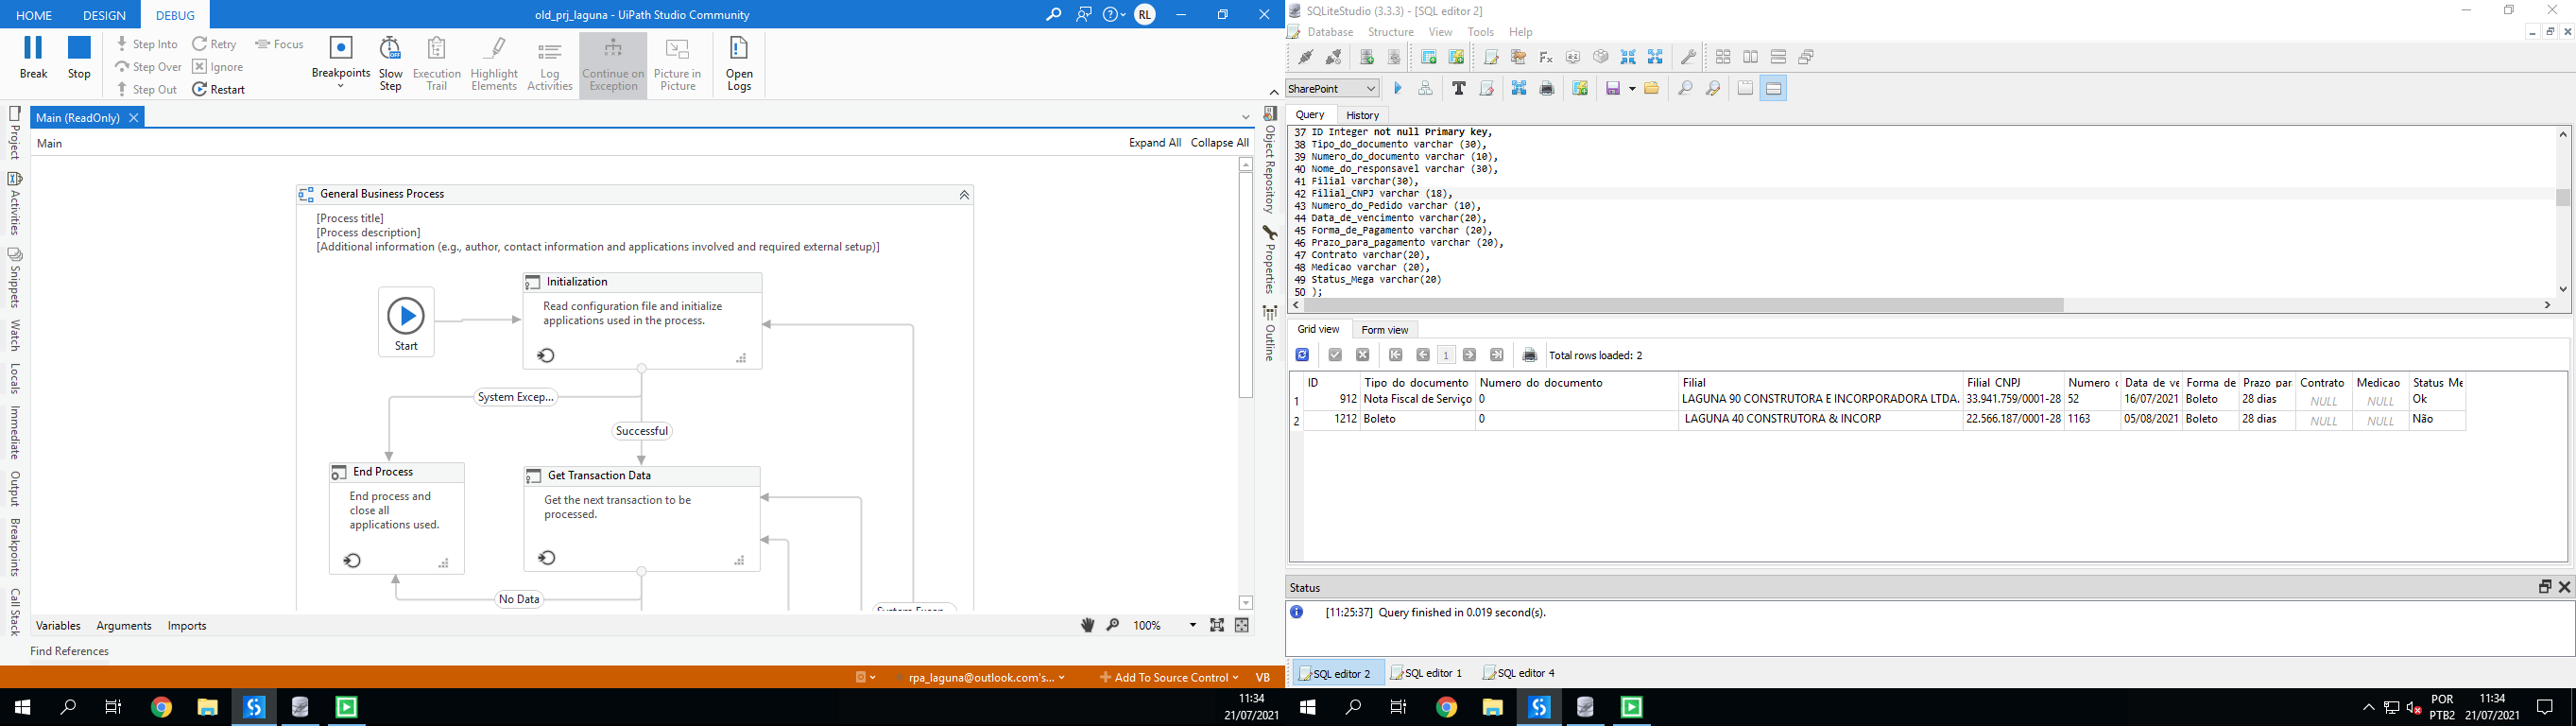 HOME DESIGN DEBUG
old_prj_laguna - UiPath Studio Community
RL
Break
Stop
Step Into
Step Over
Step Out
Retry
Ignore
Restart
Focus
Breakpoints
Slow Step
Execution Trail
Highlight Elements
Log Activities
Continue on Exception
Picture in Picture
Open Logs
Main (ReadOnly)
Main
Expand All Collapse All
Project
Activities
Snippets
Watch
Locals
Immediate
Output
Breakpoints
Call Stack
General Business Process
[Process title]
[Process description]
[Additional information (e.g., author, contact information and applications involved and required external setup)]
Start
Initialization
Read configuration file and initialize
applications used in the process.
System Excep...
Successful
End Process
End process and
close all
applications used.
Get Transaction Data
Get the next transaction to be
processed.
No Data
System Excep...
Object Repository
Properties
Outline
Variables Arguments Imports
100%
Find References
rpa_laguna@outlook.com's...
Add To Source Control
VB
11:34
21/07/2021
SQLiteStudio (3.3.3) - [SQL editor 2]
Database Structure View Tools Help
SharePoint
Query History
37 ID Integer not null Primary key,
38 Tipo_do_documento varchar (30),
39 Numero_do_documento varchar (10),
40 Nome_do_responsavel varchar (30),
41 Filial varchar(30),
42 Filial_CNPJ varchar (18),
43 Numero_do_Pedido varchar (10),
44 Data_de_vencimento varchar(20),
45 Forma_de_Pagamento varchar (20),
46 Prazo_para_pagamento varchar (20),
47 Contrato varchar(20),
48 Medicao varchar (20),
49 Status_Mega varchar(20)
50 );
Grid view Form view
1
Total rows loaded: 2
ID Tipo do documento Numero do documento Filial Filial CNPJ Numero d Data de ve Forma de Prazo par Contrato Medicao Status Me
1 912 Nota Fiscal de Serviço 0 LAGUNA 90 CONSTRUTORA E INCORPORADORA LTDA. 33.941.759/0001-28 52 16/07/2021 Boleto 28 dias NULL NULL Ok
2 1212 Boleto 0 LAGUNA 40 CONSTRUTORA & INCORP 22.566.187/0001-28 1163 05/08/2021 Boleto 28 dias NULL NULL Não
Status
[11:25:37] Query finished in 0.019 second(s).
SQL editor 2 SQL editor 1 SQL editor 4
POR
PTB2
11:34
21/07/2021